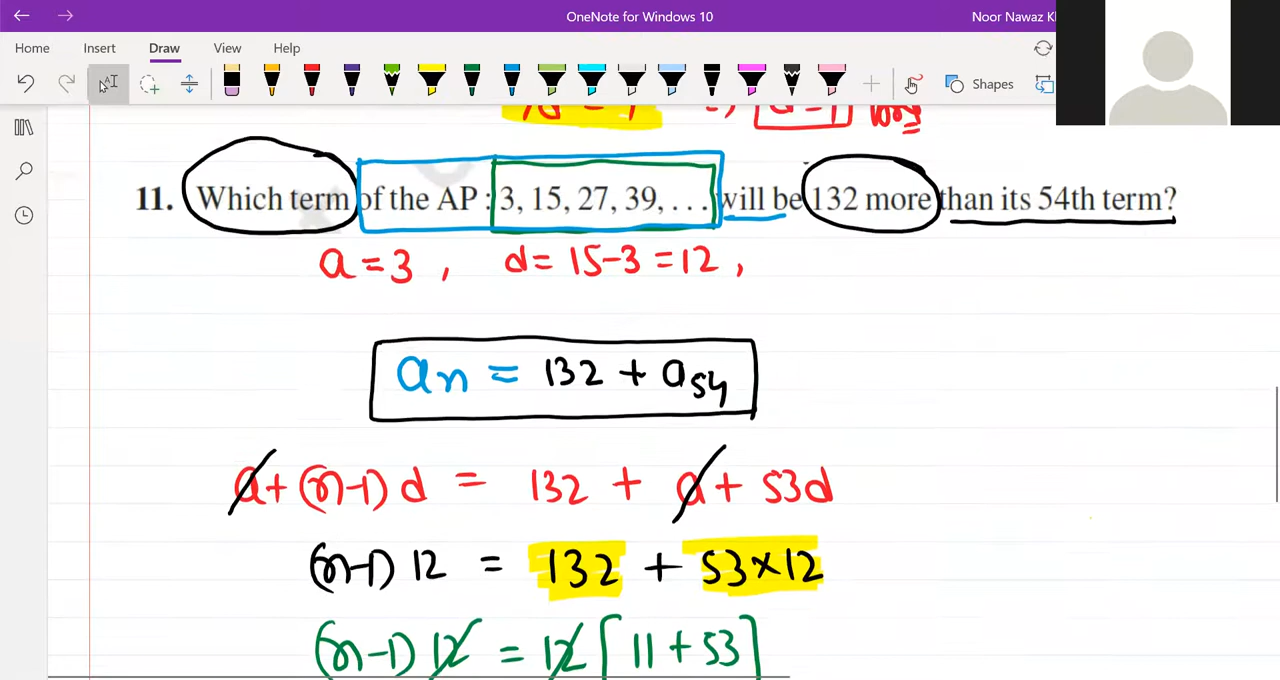 OneNote for Windows 10
Noor Nawaz Kh
Home Insert Draw View Help
Shapes
11. Which term of the AP : 3, 15, 27, 39, . . . will be 132 more than its 54th term?
a = 3 , d = 15-3 = 12 ,
an = 132 + a54
a + (n-1) d = 132 + a + 53d
(n-1) 12 = 132 + 53×12
(n-1) 12 = 12 [ 11 + 53 ]